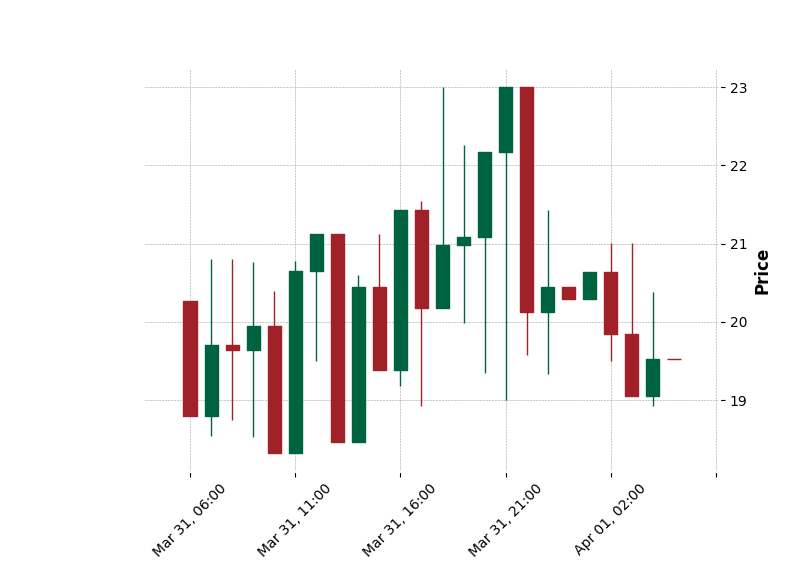 23
22
21
20
19
Price
Mar 31, 06:00
Mar 31, 11:00
Mar 31, 16:00
Mar 31, 21:00
Apr 01, 02:00